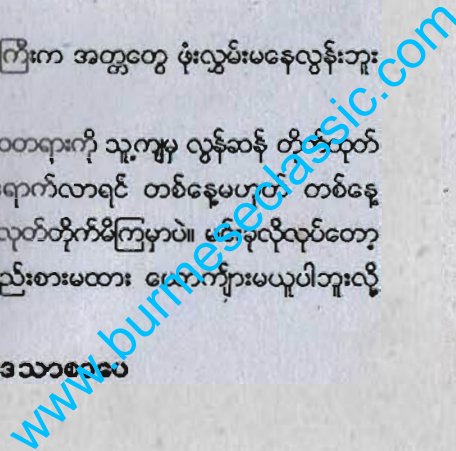 ကြီးက အတ္တတွေ ဖုံးလွှမ်းမနေလွန်းဘူး
ဝတရားကို သူ့ကျမှ လွန်ဆန် တိုက်ထုတ်
ရောက်လာရင် တစ်နေ့မဟုတ် တစ်နေ့
လွတ်တိုက်မိကြမှာပဲ။ မင်းခုလိုလုပ်တော့
ည်းစားမထား ယောက်ျားမယူပါဘူးလို့
ဒသာစာပေ
www.burmeseclassic.com